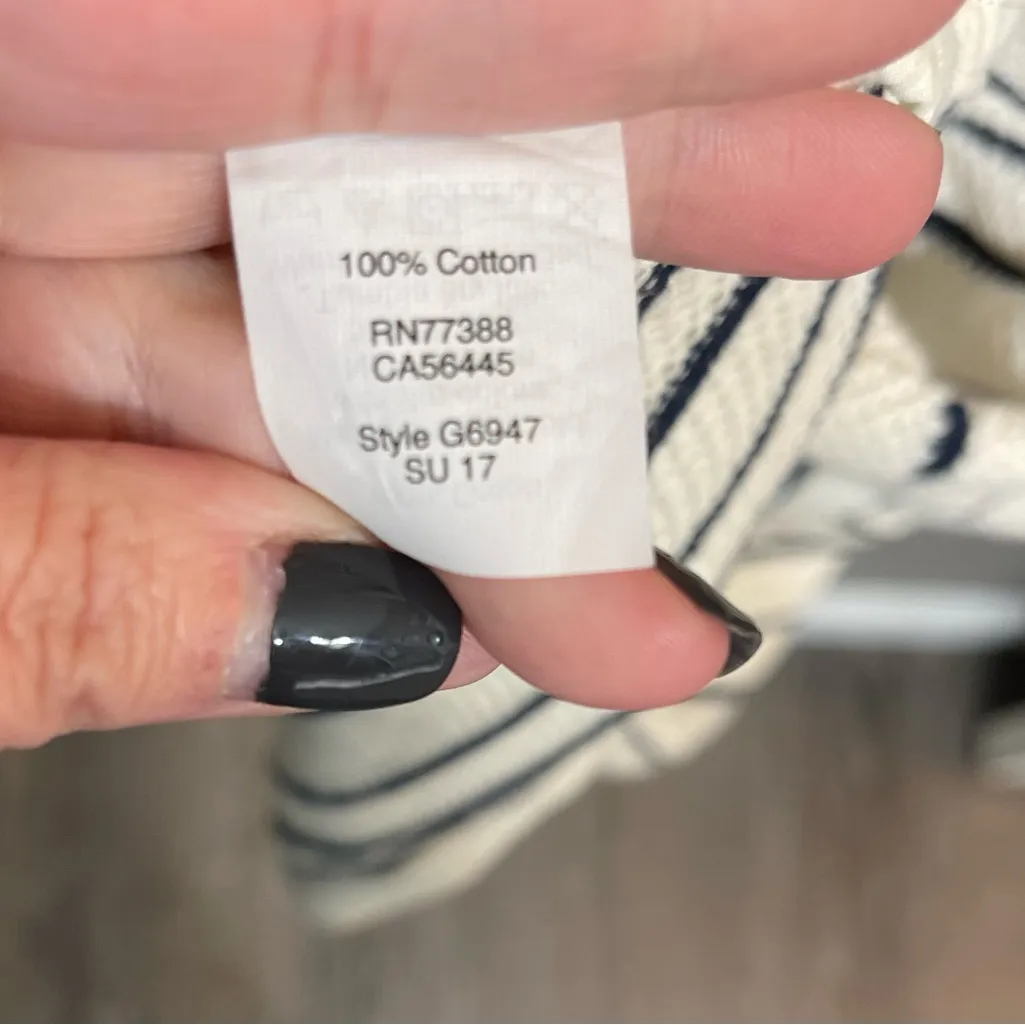 100% Cotton
RN77388
CA56445
Style G6947
SU 17